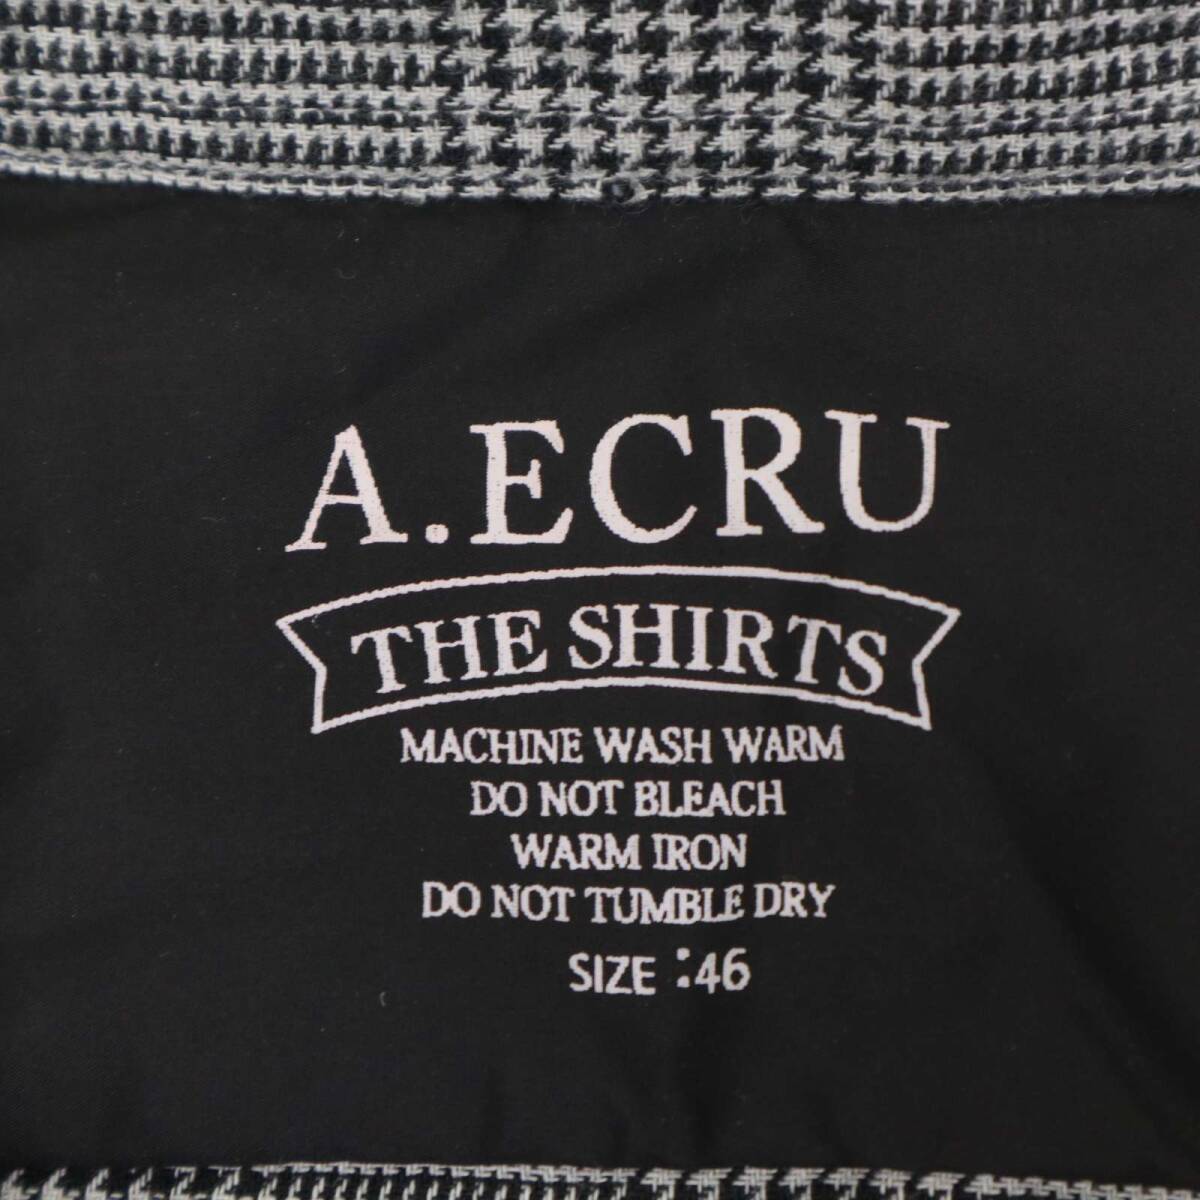 A.ECRU
THE SHIRTS
MACHINE WASH WARM
DO NOT BLEACH
WARM IRON
DO NOT TUMBLE DRY
SIZE :46